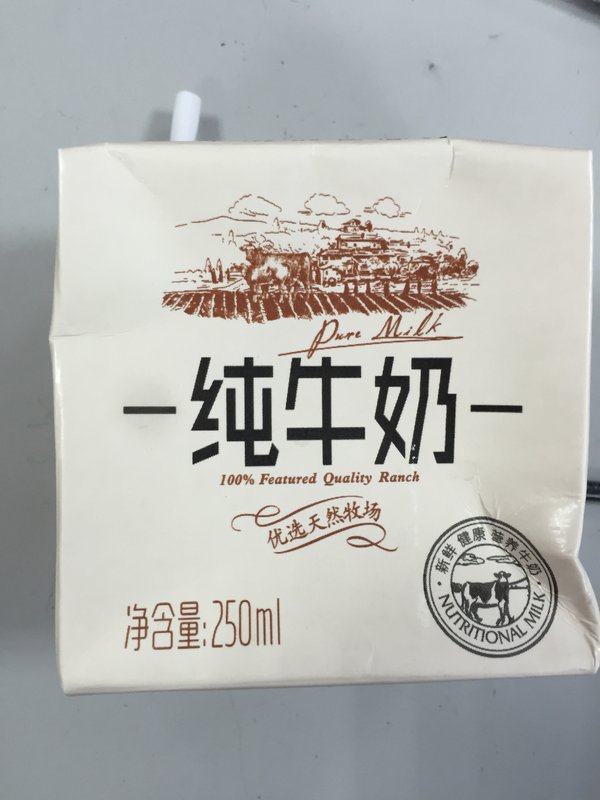 Pure Milk
纯牛奶
100% Featured Quality Ranch
优选天然牧场
净含量:250ml
·新鲜 健康 营养牛奶·
NUTRITIONAL MILK